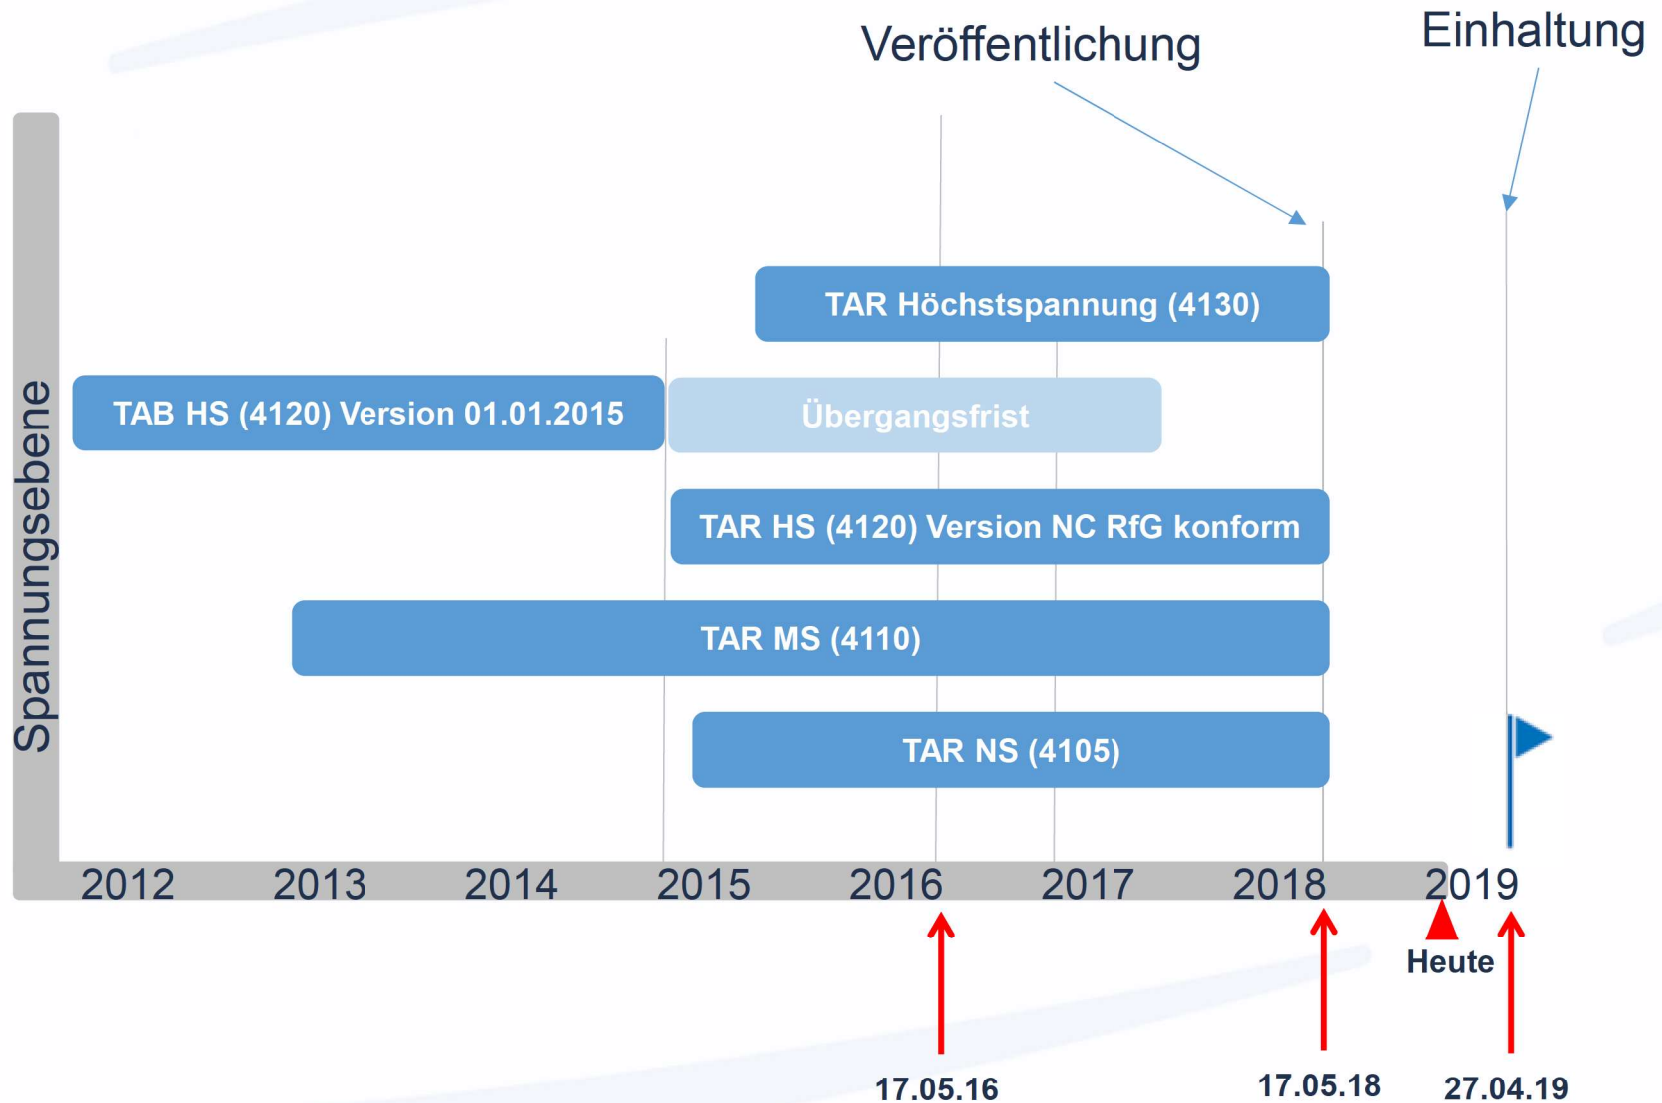 Veröffentlichung
Einhaltung
Spannungsebene
TAR Höchstspannung (4130)
TAB HS (4120) Version 01.01.2015
Übergangsfrist
TAR HS (4120) Version NC RfG konform
TAR MS (4110)
TAR NS (4105)
2012 2013 2014 2015 2016 2017 2018 2019
Heute
17.05.16 17.05.18 27.04.19